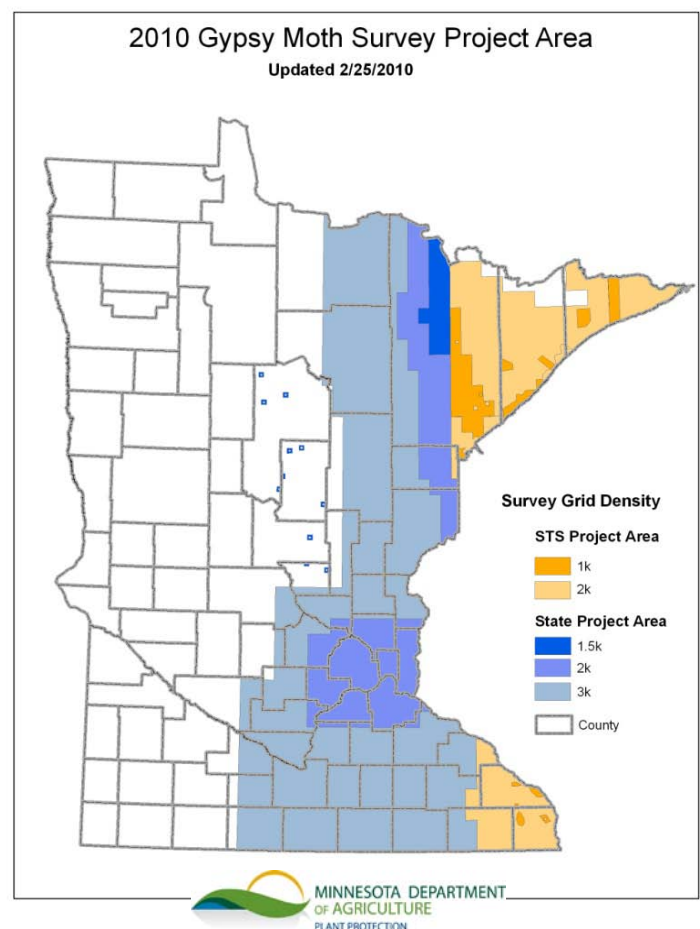 2010 Gypsy Moth Survey Project Area
Updated 2/25/2010
Survey Grid Density
STS Project Area
1k
2k
State Project Area
1.5k
2k
3k
County
MINNESOTA DEPARTMENT
OF AGRICULTURE
PLANT PROTECTION